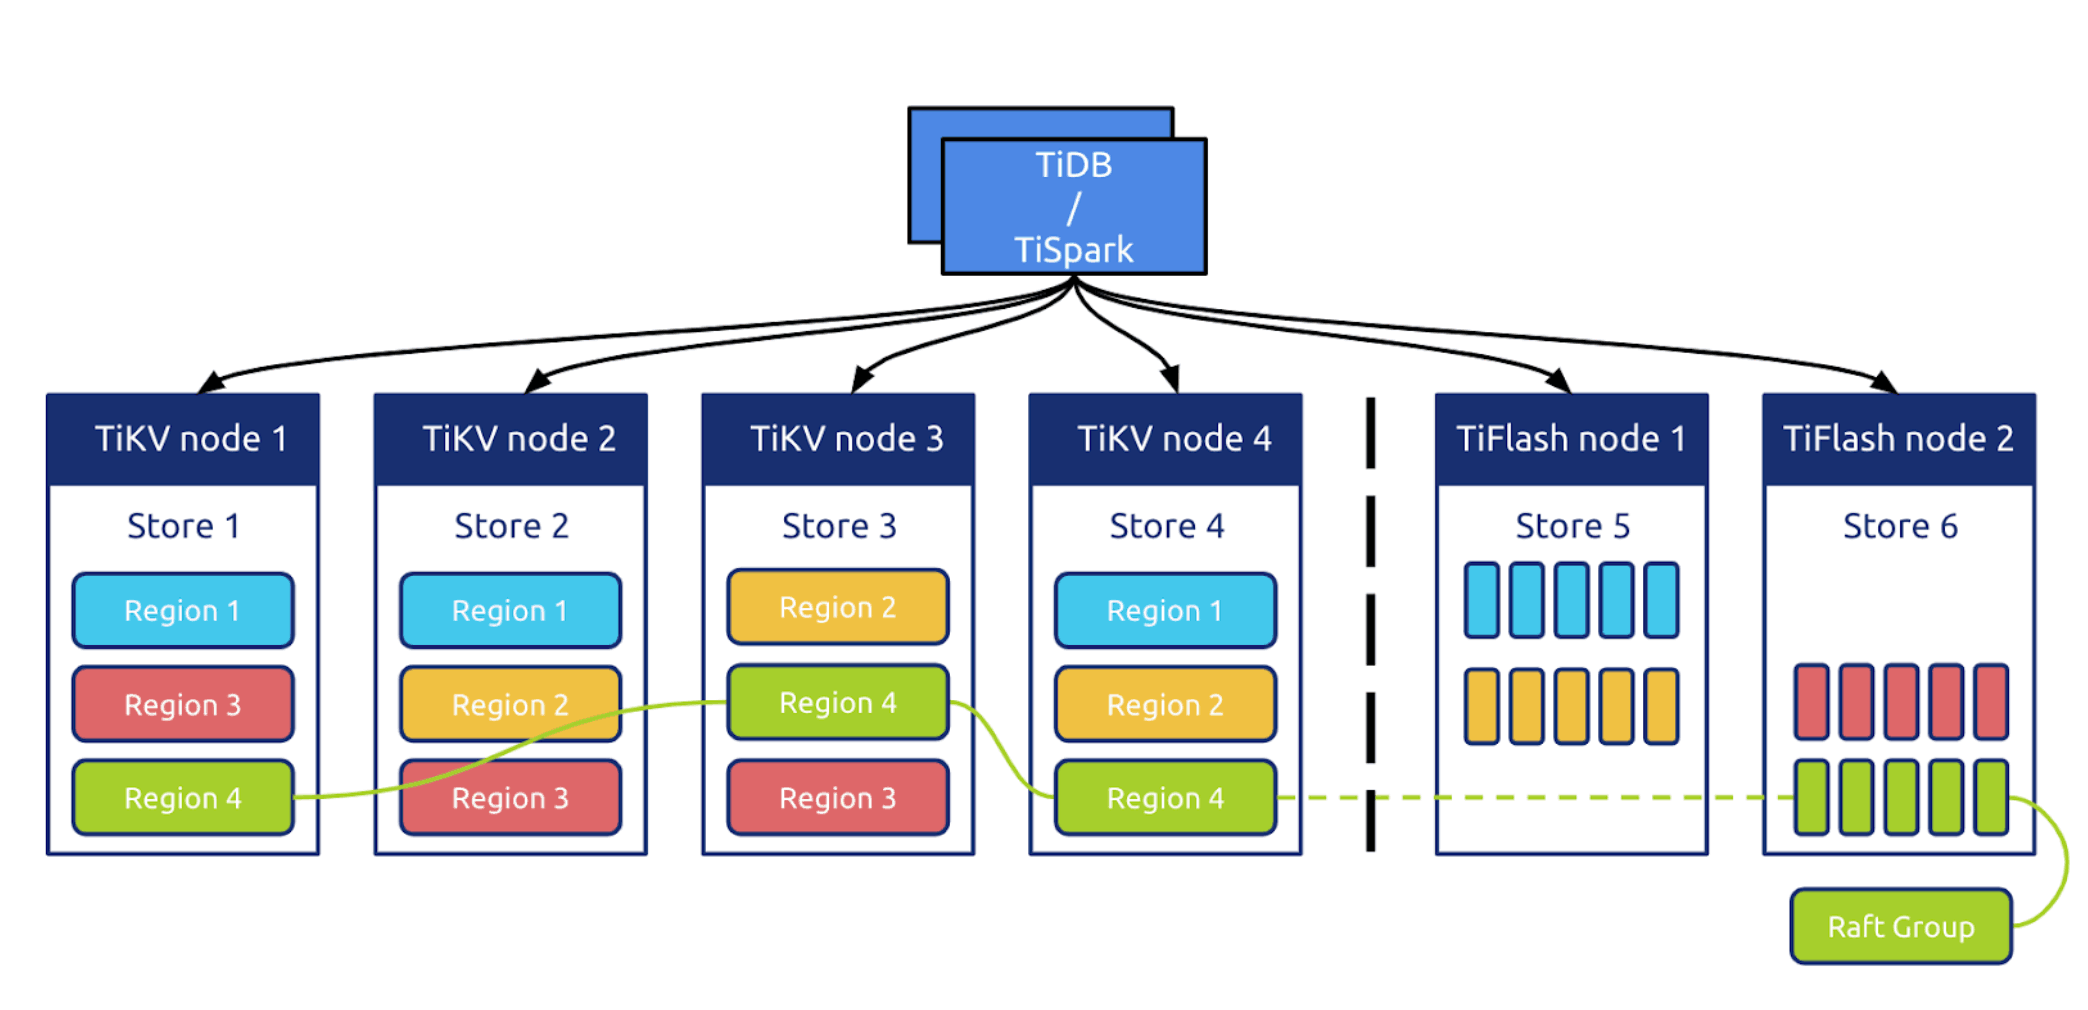 TiDB
/
TiSpark
TiKV node 1
Store 1
Region 1
Region 3
Region 4
TiKV node 2
Store 2
Region 1
Region 2
Region 3
TiKV node 3
Store 3
Region 2
Region 4
Region 3
TiKV node 4
Store 4
Region 1
Region 2
Region 4
TiFlash node 1
Store 5
TiFlash node 2
Store 6
Raft Group